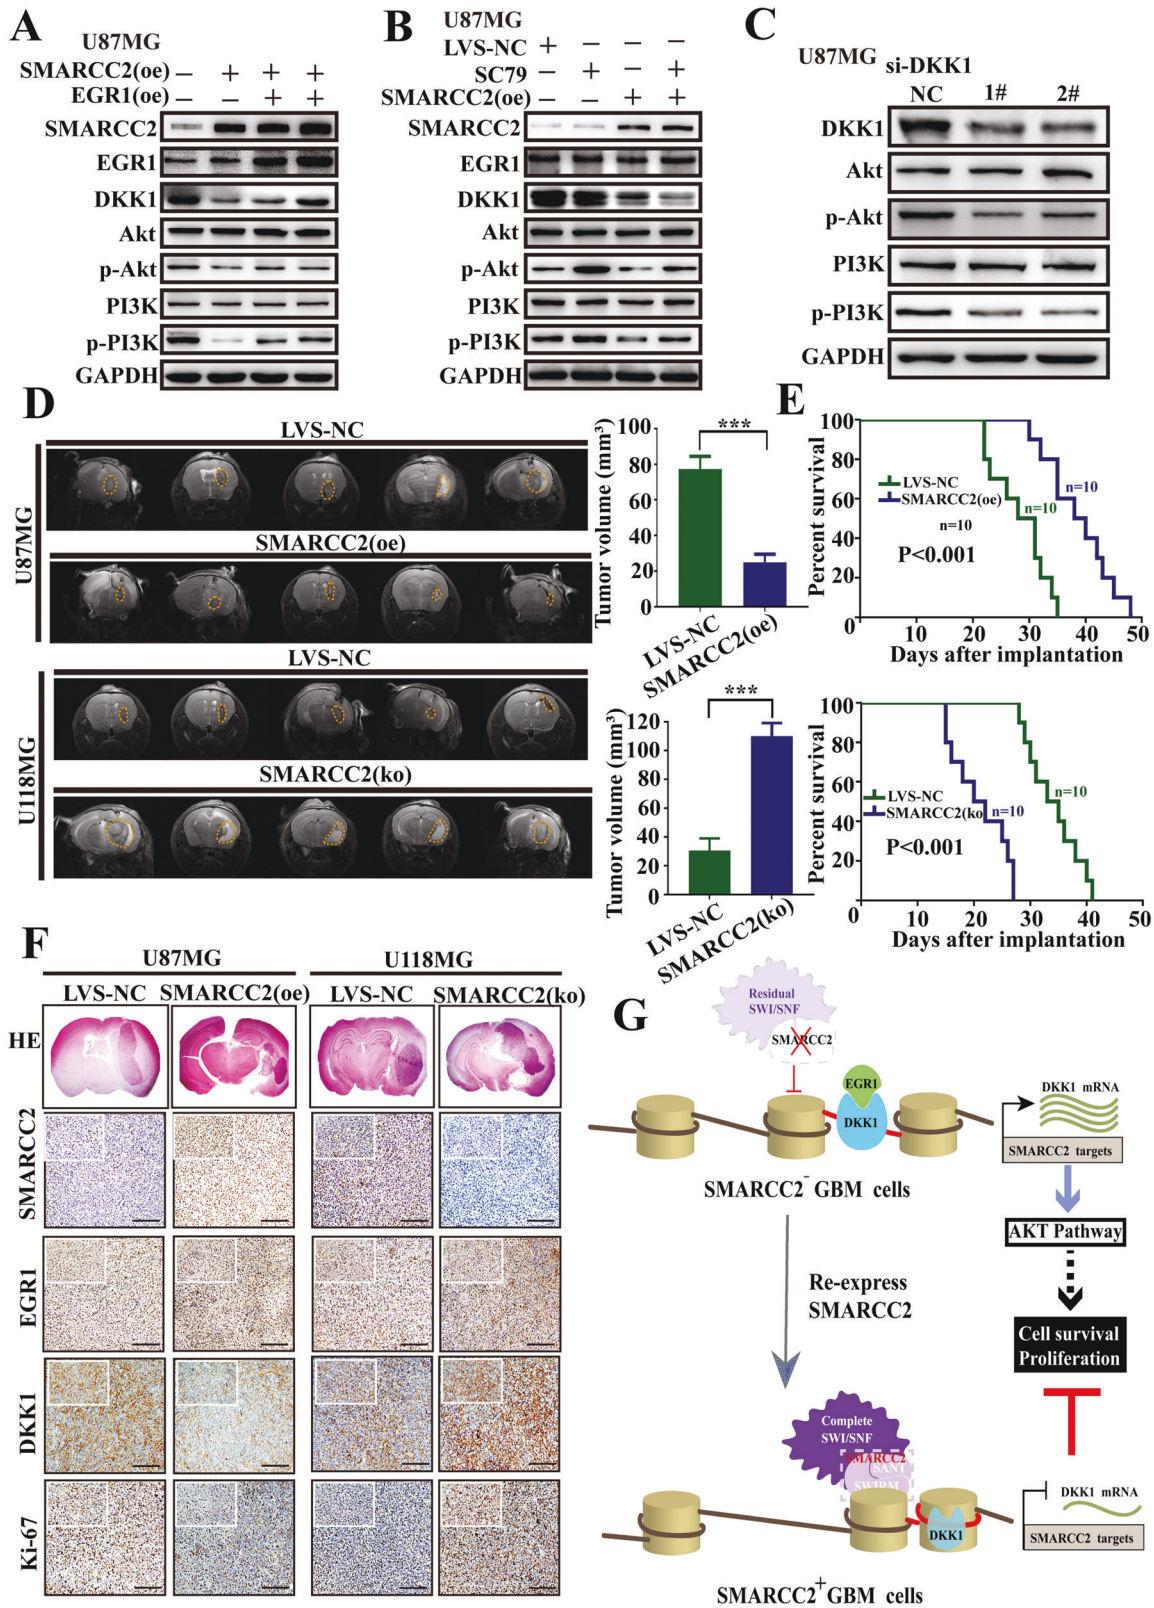 A
U87MG
SMARCC2(oe) − + + +
EGR1(oe) − − + +
SMARCC2
EGR1
DKK1
Akt
p-Akt
PI3K
p-PI3K
GAPDH
B
U87MG
LVS-NC + − − −
SC79 − + − +
SMARCC2(oe) − − + +
SMARCC2
EGR1
DKK1
Akt
p-Akt
PI3K
p-PI3K
GAPDH
C
U87MG si-DKK1
NC 1# 2#
DKK1
Akt
p-Akt
PI3K
p-PI3K
GAPDH
D
U87MG
LVS-NC
SMARCC2(oe)
U118MG
LVS-NC
SMARCC2(ko)
Tumor volume (mm³)
100
80
60
40
20
0
***
LVS-NC
SMARCC2(oe)
Tumor volume (mm³)
120
100
80
60
40
20
0
***
LVS-NC
SMARCC2(ko)
E
Percent survival
100
80
60
40
20
0
LVS-NC
SMARCC2(oe)
n=10
n=10
n=10
P<0.001
10 20 30 40 50
Days after implantation
Percent survival
100
80
60
40
20
LVS-NC
SMARCC2(ko
n=10
n=10
P<0.001
0 10 20 30 40 50
Days after implantation
F
U87MG U118MG
LVS-NC SMARCC2(oe) LVS-NC SMARCC2(ko)
HE
SMARCC2
EGR1
DKK1
Ki-67
G
Residual
SWI/SNF
SMARCC2
EGR1
DKK1
DKK1 mRNA
SMARCC2 targets
SMARCC2⁻ GBM cells
AKT Pathway
Re-express
SMARCC2
Cell survival
Proliferation
Complete
SWI/SNF
SMARCC2
SANT
SWIRM
DKK1
DKK1 mRNA
SMARCC2 targets
SMARCC2⁺ GBM cells